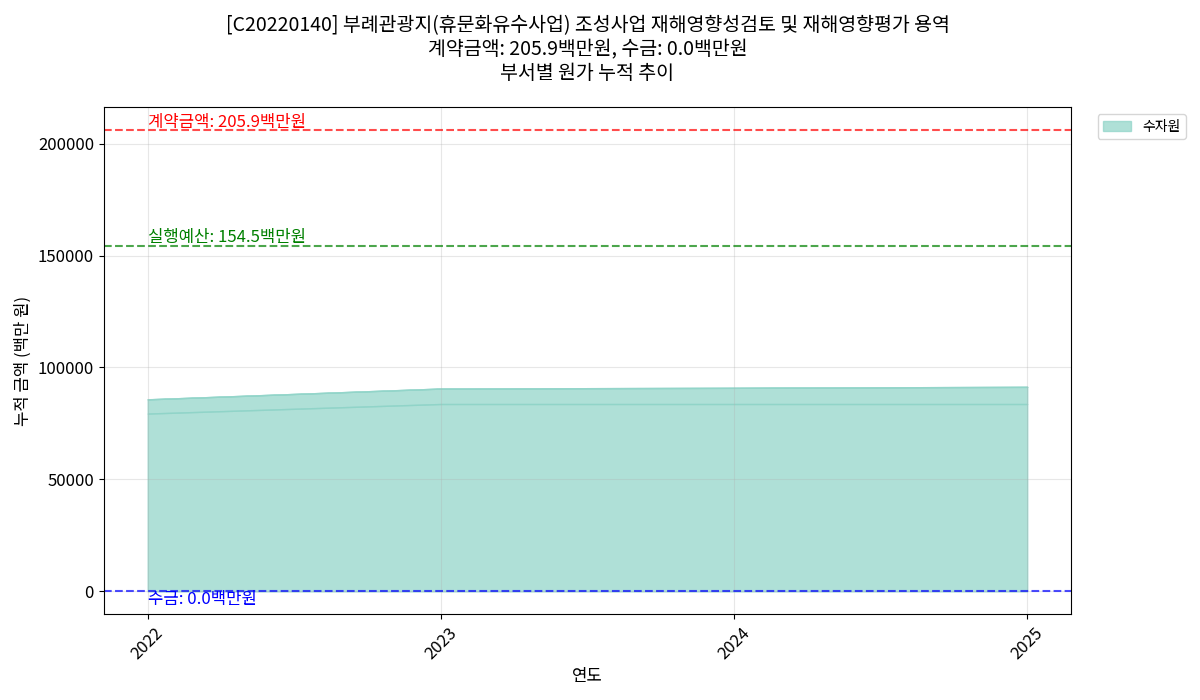 [C20220140] 부례관광지(휴문화유수사업) 조성사업 재해영향성검토 및 재해영향평가 용역
계약금액: 205.9백만원, 수금: 0.0백만원
부서별 원가 누적 추이
계약금액: 205.9백만원
수자원
200000
실행예산: 154.5백만원
150000
누적 금액 (백만 원)
100000
50000
0
수금: 0.0백만원
2022
2023
2024
2025
연도